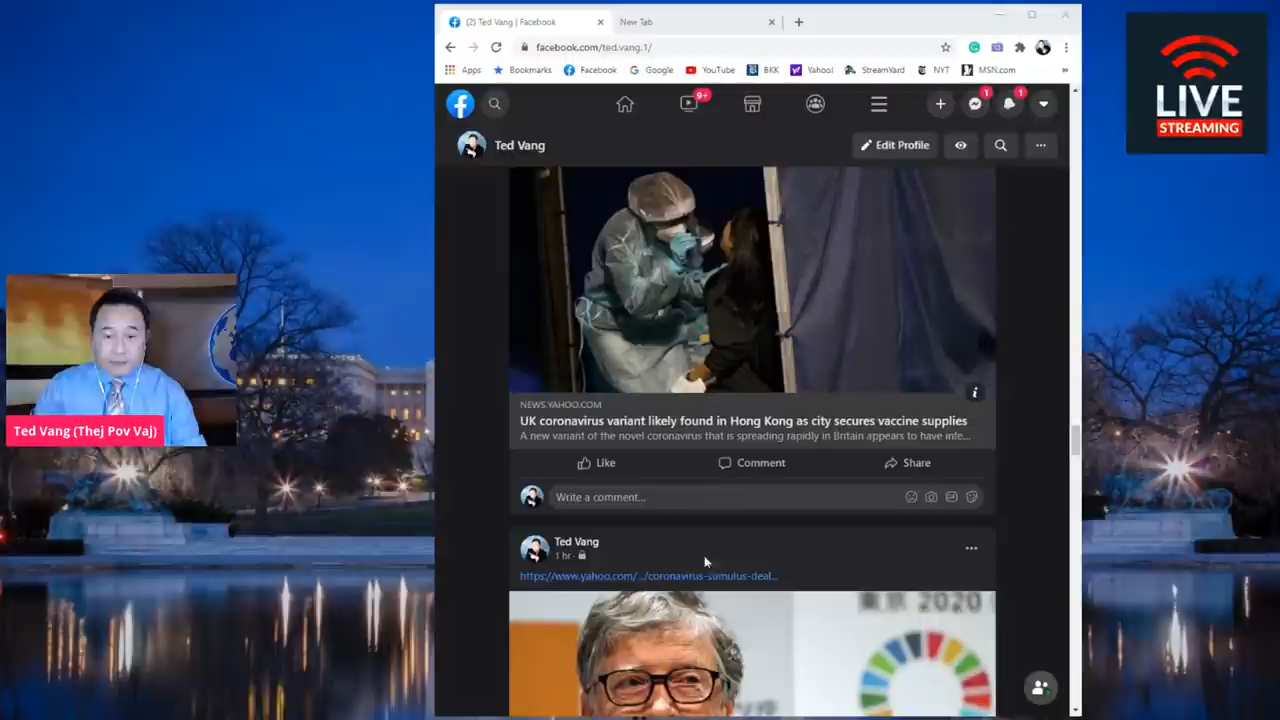 (2) Ted Vang | Facebook
New Tab
facebook.com/ted.vang.1/
Apps
Bookmarks
Facebook
Google
YouTube
BKK
Yahoo!
StreamYard
NYT
MSN.com
9+
1
1
Ted Vang
Edit Profile
NEWS.YAHOO.COM
UK coronavirus variant likely found in Hong Kong as city secures vaccine supplies
A new variant of the novel coronavirus that is spreading rapidly in Britain appears to have infe...
Like
Comment
Share
Write a comment...
Ted Vang
1 hr
https://www.yahoo.com/.../coronavirus-stimulus-deal...
2020
LIVE
STREAMING
Ted Vang (Thej Pov Vaj)